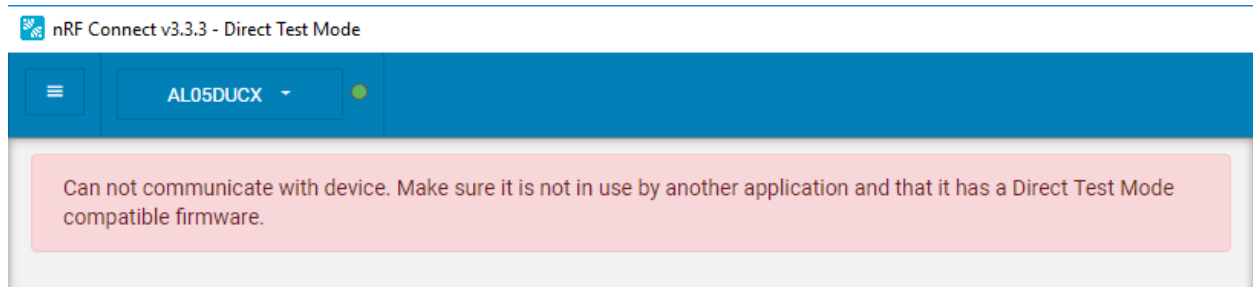 nRF Connect v3.3.3 - Direct Test Mode
AL05DUCX
Can not communicate with device. Make sure it is not in use by another application and that it has a Direct Test Mode
compatible firmware.